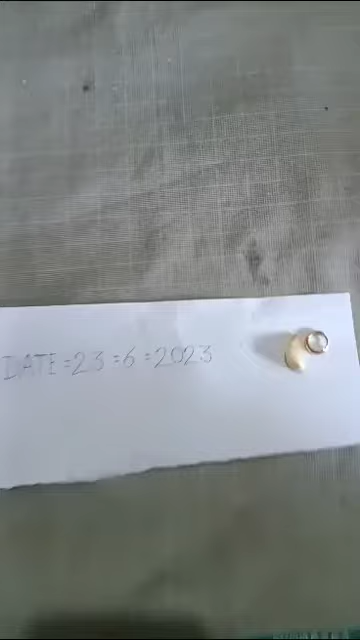 DATE = 23 = 6 = 2023